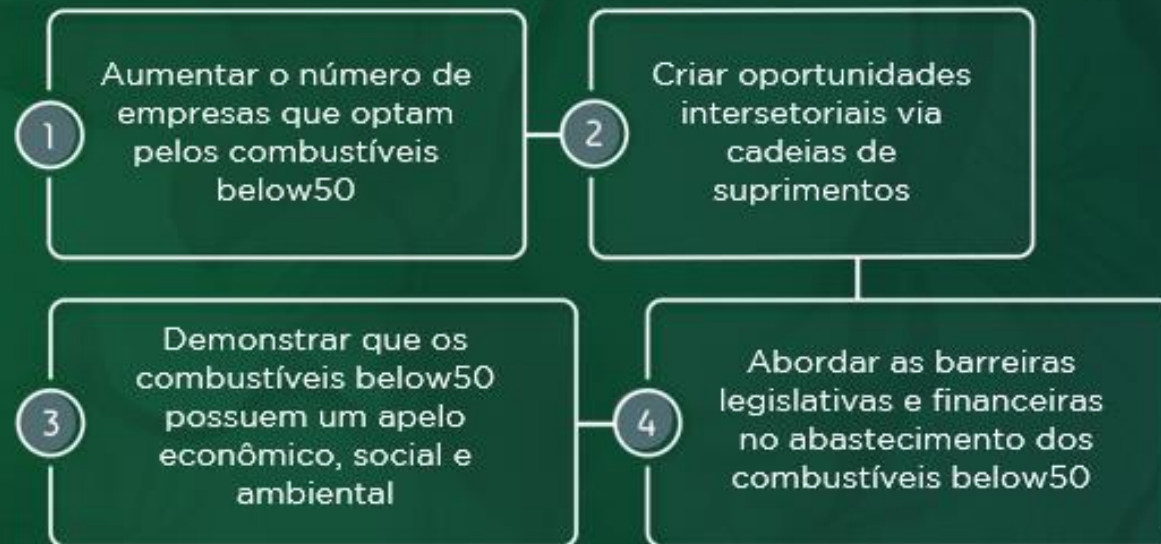 1
Aumentar o número de
empresas que optam
pelos combustíveis
below50
2
Criar oportunidades
intersetoriais via
cadeias de
suprimentos
3
Demonstrar que os
combustíveis below50
possuem um apelo
econômico, social e
ambiental
4
Abordar as barreiras
legislativas e financeiras
no abastecimento dos
combustíveis below50